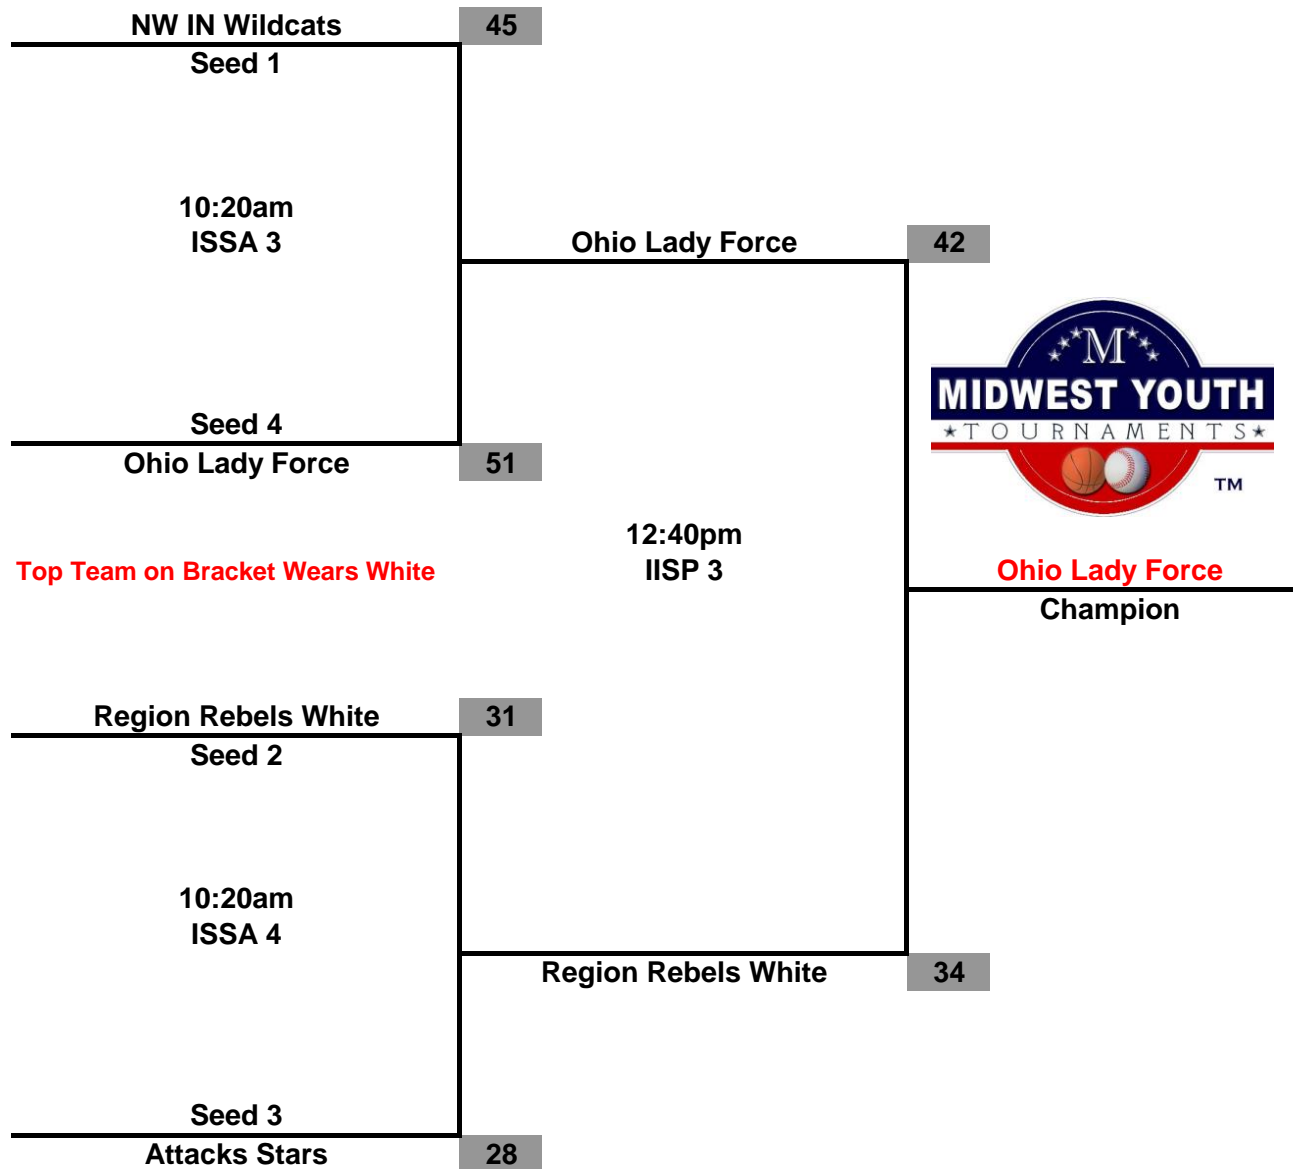 NW IN Wildcats 45
Seed 1
10:20am
ISSA 3
Ohio Lady Force 42
M
MIDWEST YOUTH
TOURNAMENTS
TM
Seed 4
Ohio Lady Force 51
12:40pm
IISP 3
Top Team on Bracket Wears White
Ohio Lady Force
Champion
Region Rebels White 31
Seed 2
10:20am
ISSA 4
Region Rebels White 34
Seed 3
Attacks Stars 28